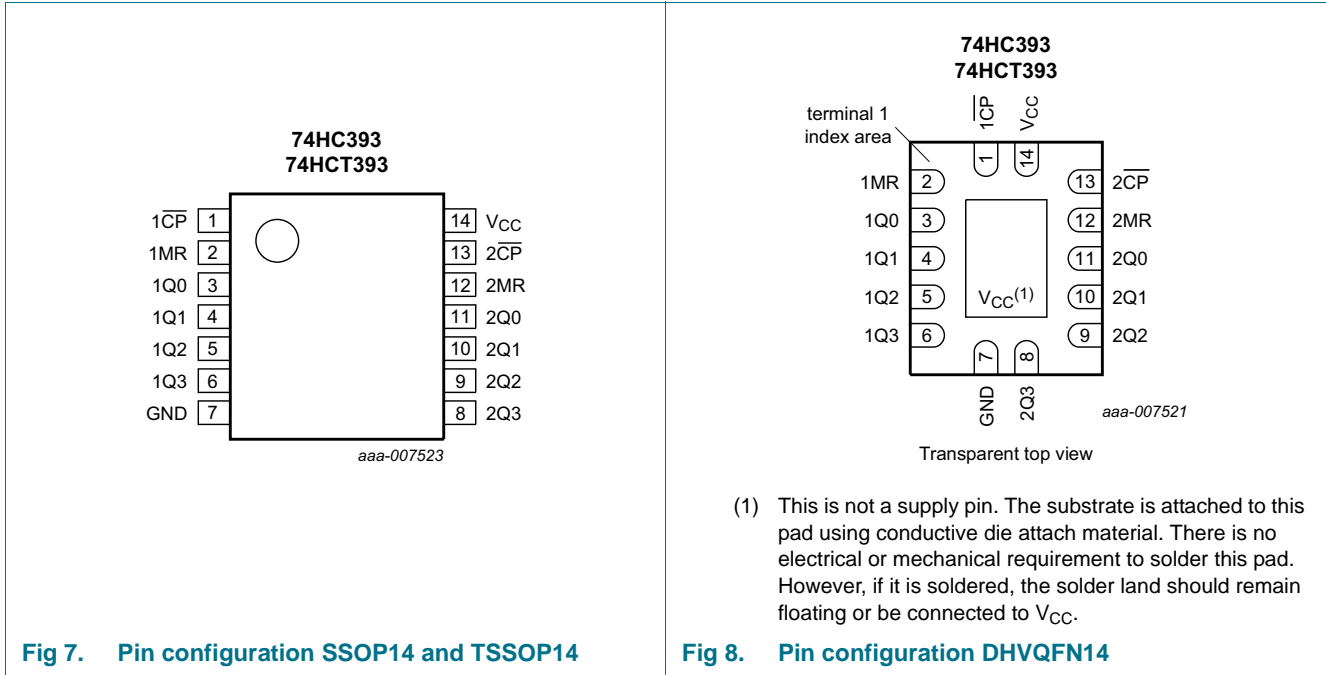 74HC393
74HCT393
1C̅P̅ 1
1MR 2
1Q0 3
1Q1 4
1Q2 5
1Q3 6
GND 7
14 VCC
13 2C̅P̅
12 2MR
11 2Q0
10 2Q1
9 2Q2
8 2Q3
aaa-007523
Fig 7. Pin configuration SSOP14 and TSSOP14
74HC393
74HCT393
terminal 1
index area
1C̅P̅
VCC
1
14
1MR 2
1Q0 3
1Q1 4
1Q2 5
1Q3 6
13 2C̅P̅
12 2MR
11 2Q0
10 2Q1
9 2Q2
VCC(1)
7
8
GND
2Q3
aaa-007521
Transparent top view
(1) This is not a supply pin. The substrate is attached to this
pad using conductive die attach material. There is no
electrical or mechanical requirement to solder this pad.
However, if it is soldered, the solder land should remain
floating or be connected to VCC.
Fig 8. Pin configuration DHVQFN14